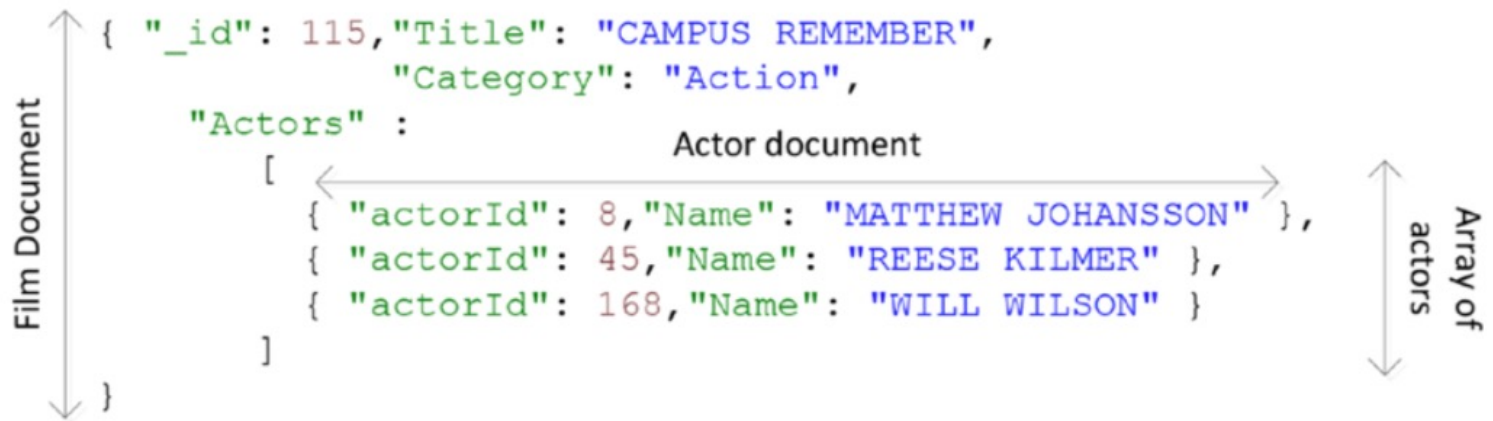 { "_id": 115,"Title": "CAMPUS REMEMBER",
"Category": "Action",
"Actors" :
Actor document
[
{ "actorId": 8,"Name": "MATTHEW JOHANSSON" },
{ "actorId": 45,"Name": "REESE KILMER" },
{ "actorId": 168,"Name": "WILL WILSON" }
]
}
Film Document
Array of
actors